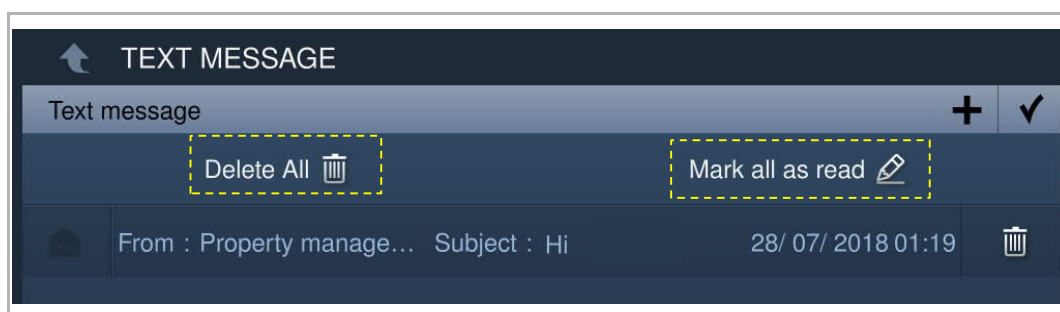 TEXT MESSAGE
Text message
Delete All Mark all as read
From : Property manage... Subject : Hi 28/ 07/ 2018 01:19